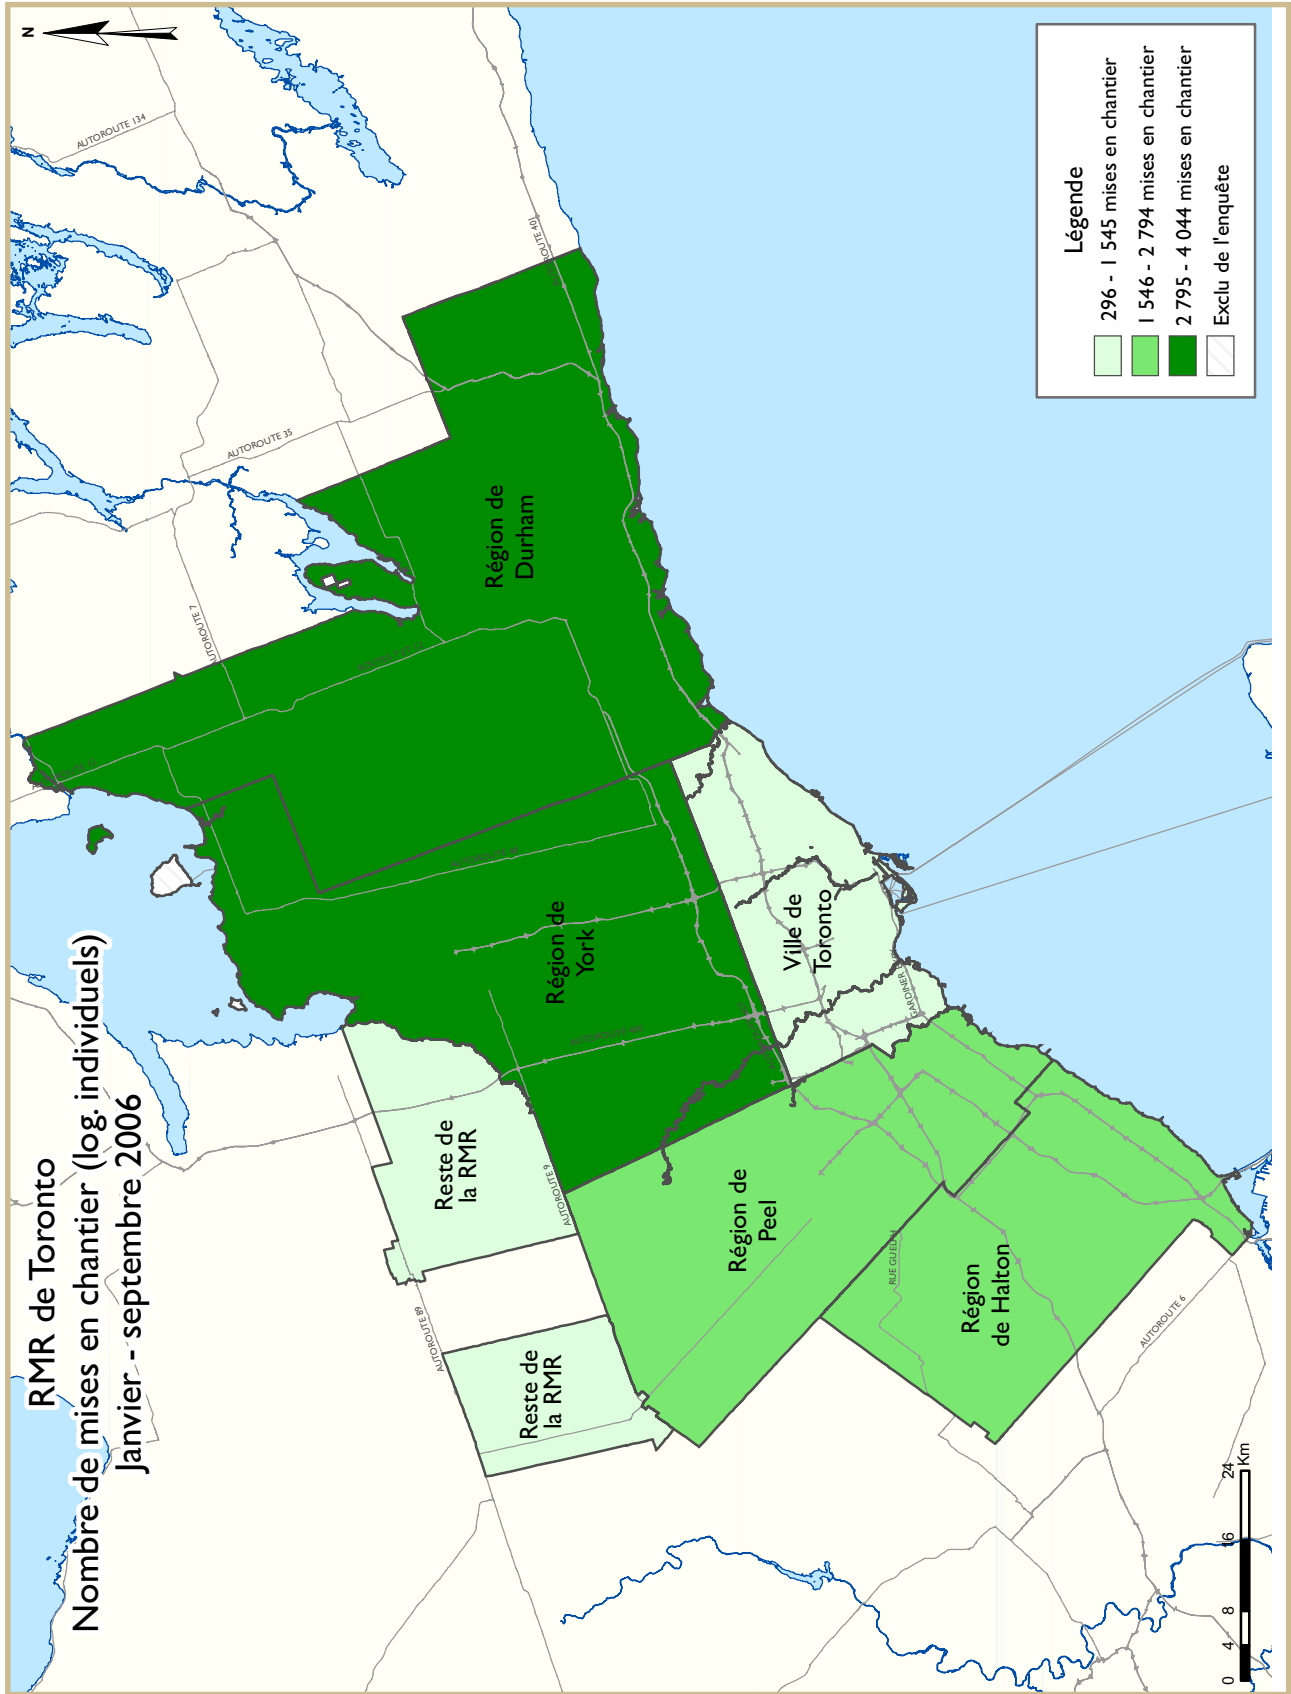 RMR de Toronto
Nombre de mises en chantier (log. individuels)
Janvier - septembre 2006
N
AUTOROUTE 134
AUTOROUTE 35
AUTOROUTE 7
AUTOROUTE 89
AUTOROUTE 9
Reste de
la RMR
Reste de
la RMR
Région de
York
Région de
Durham
Région de
Peel
Ville de
Toronto
Région
de Halton
RUE GUELPH
AUTOROUTE 6
Légende
296 - 1 545 mises en chantier
1 546 - 2 794 mises en chantier
2 795 - 4 044 mises en chantier
Exclu de l'enquête
0 4 8 16 24
Km